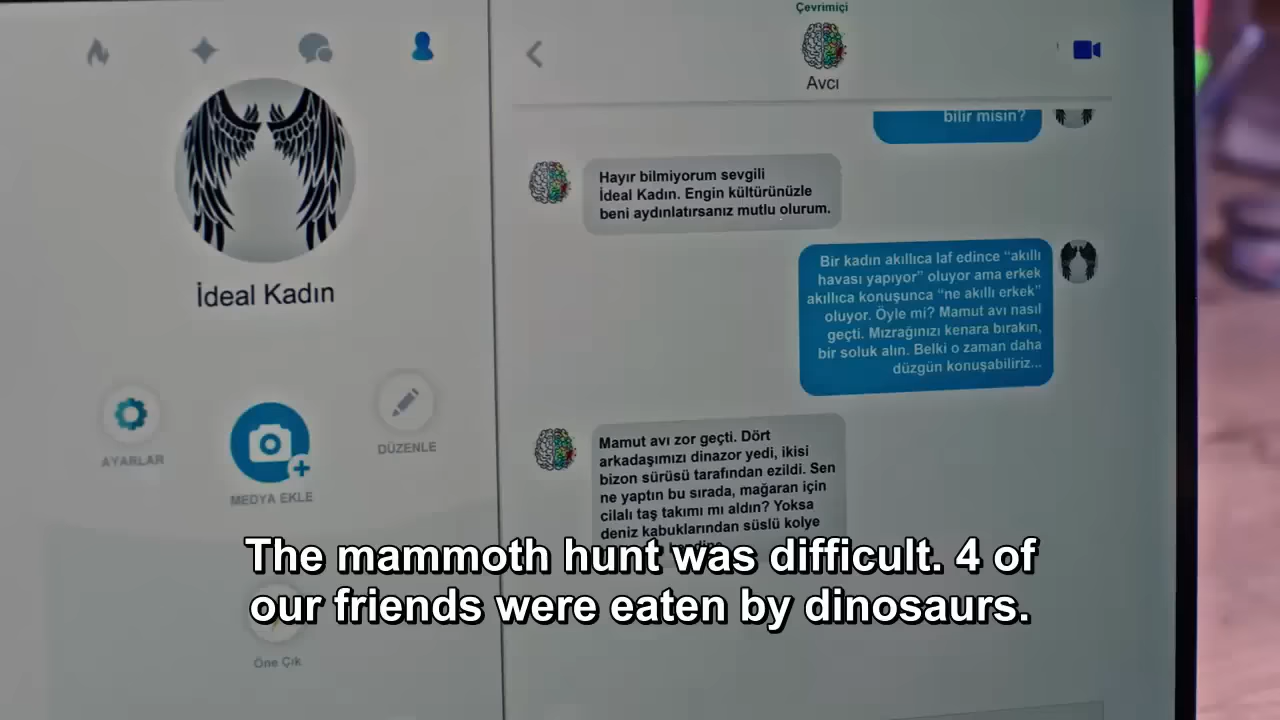 İdeal Kadın
AYARLAR
MEDYA EKLE
DÜZENLE
Öne Çık
Çevrimiçi
Avcı
bilir misin?
Hayır bilmiyorum sevgili
İdeal Kadın. Engin kültürünüzle
beni aydınlatırsanız mutlu olurum.
Bir kadın akıllıca laf edince “akıllı
havası yapıyor” oluyor ama erkek
akıllıca konuşunca “ne akıllı erkek”
oluyor. Öyle mi? Mamut avı nasıl
geçti. Mızrağınızı kenara bırakın,
bir soluk alın. Belki o zaman daha
düzgün konuşabiliriz...
Mamut avı zor geçti. Dört
arkadaşımızı dinazor yedi, ikisi
bizon sürüsü tarafından ezildi. Sen
ne yaptın bu sırada, mağaran için
cilalı taş takımı mı aldın? Yoksa
deniz kabuklarından süslü kolye
The mammoth hunt was difficult. 4 of
our friends were eaten by dinosaurs.